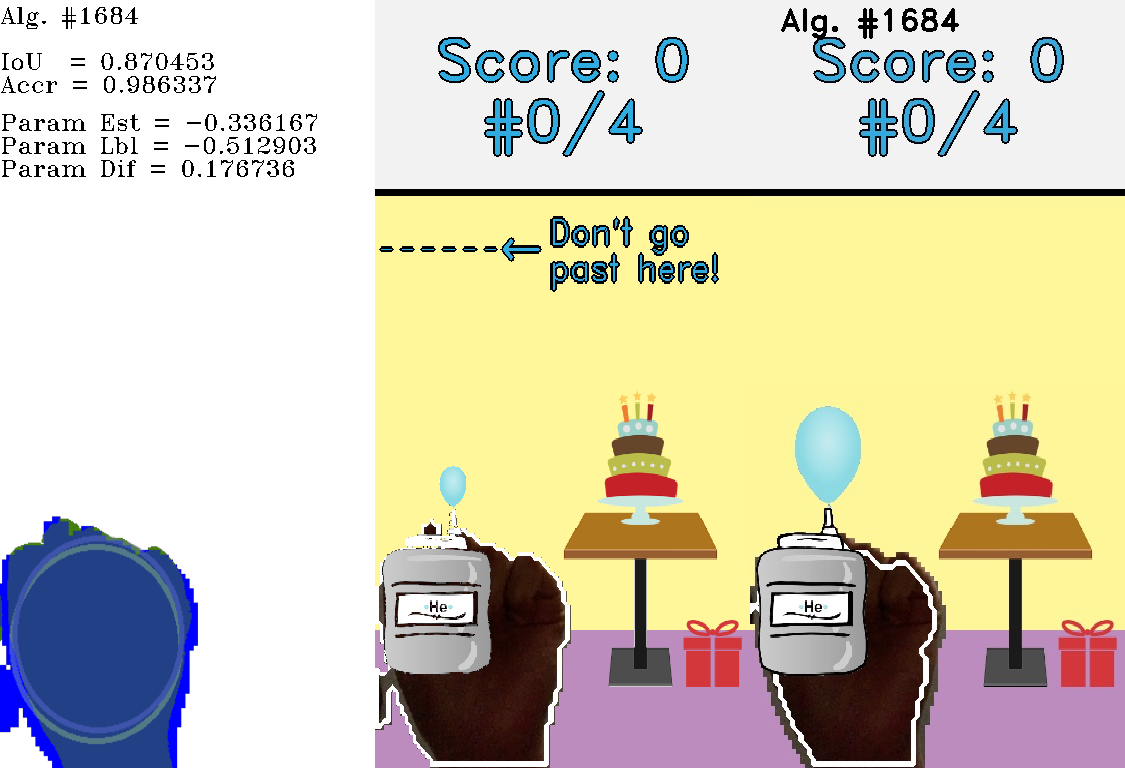 Alg. #1684
IoU = 0.870453
Accr = 0.986337
Param Est = −0.336167
Param Lbl = −0.512903
Param Dif = 0.176736
Score: 0
#0/4
Don't go
past here!
He
Alg. #1684
Score: 0
#0/4
He